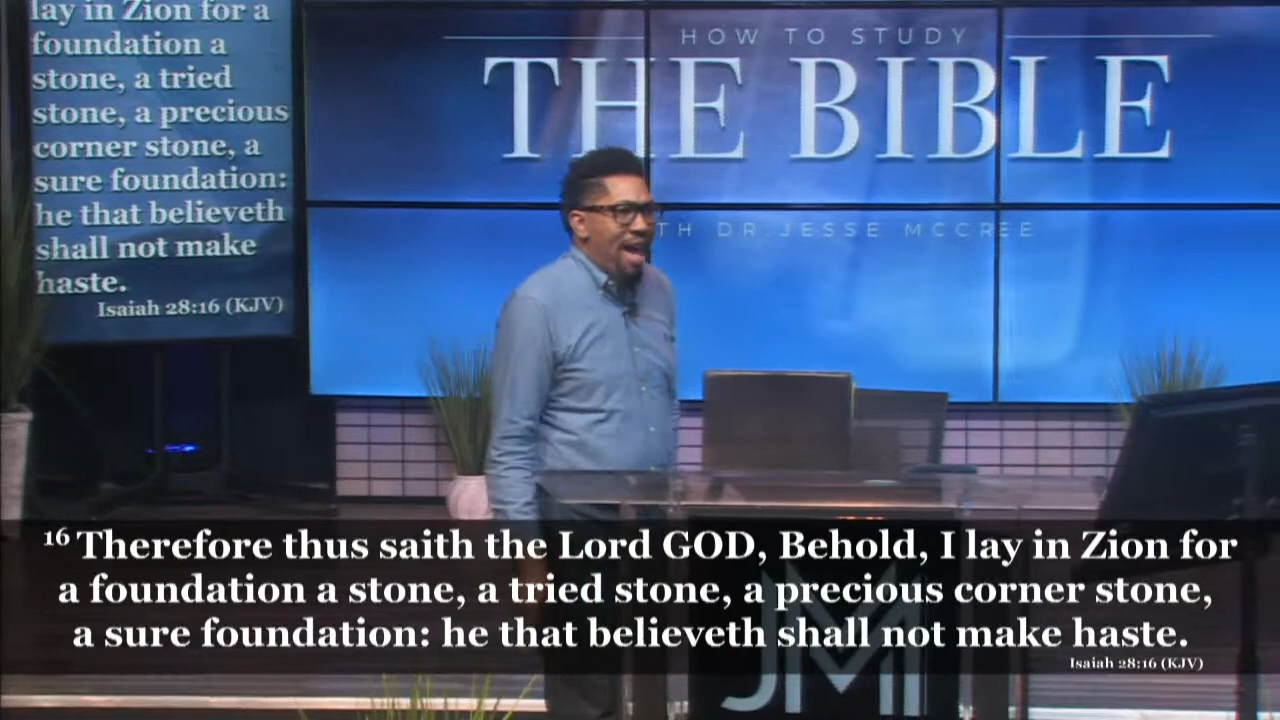 lay in Zion for a
foundation a
stone, a tried
stone, a precious
corner stone, a
sure foundation:
he that believeth
shall not make
haste.
Isaiah 28:16 (KJV)
HOW TO STUDY
THE BIBLE
TH DR. JESSE MCCREE
16 Therefore thus saith the Lord GOD, Behold, I lay in Zion for
a foundation a stone, a tried stone, a precious corner stone,
a sure foundation: he that believeth shall not make haste.
Isaiah 28:16 (KJV)
JMI